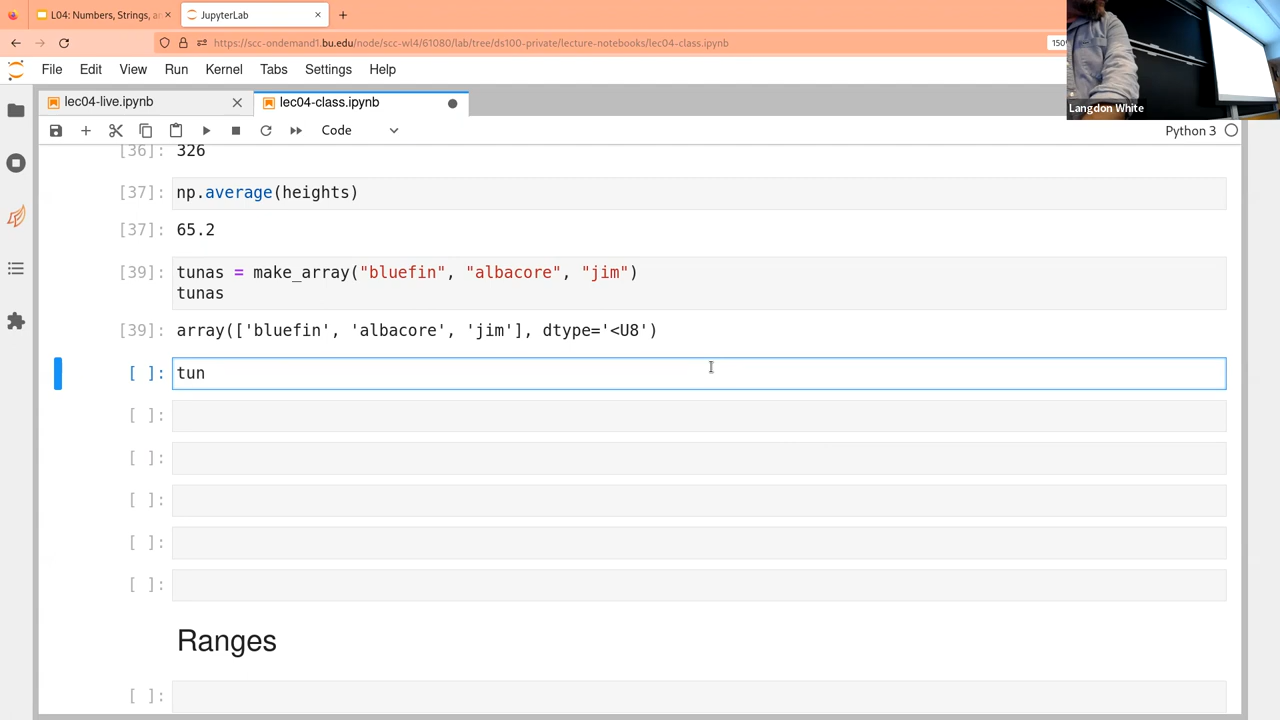 L04: Numbers, Strings, a
JupyterLab
https://scc-ondemand1.bu.edu/node/scc-wl4/61080/lab/tree/ds100-private/lecture-notebooks/lec04-class.ipynb
150
Langdon White
File Edit View Run Kernel Tabs Settings Help
lec04-live.ipynb
lec04-class.ipynb
Code
Python 3
[36]: 326
[37]: np.average(heights)
[37]: 65.2
[39]: tunas = make_array("bluefin", "albacore", "jim")
tunas
[39]: array(['bluefin', 'albacore', 'jim'], dtype='<U8')
[ ]: tun
[ ]:
[ ]:
[ ]:
[ ]:
[ ]:
Ranges
[ ]: